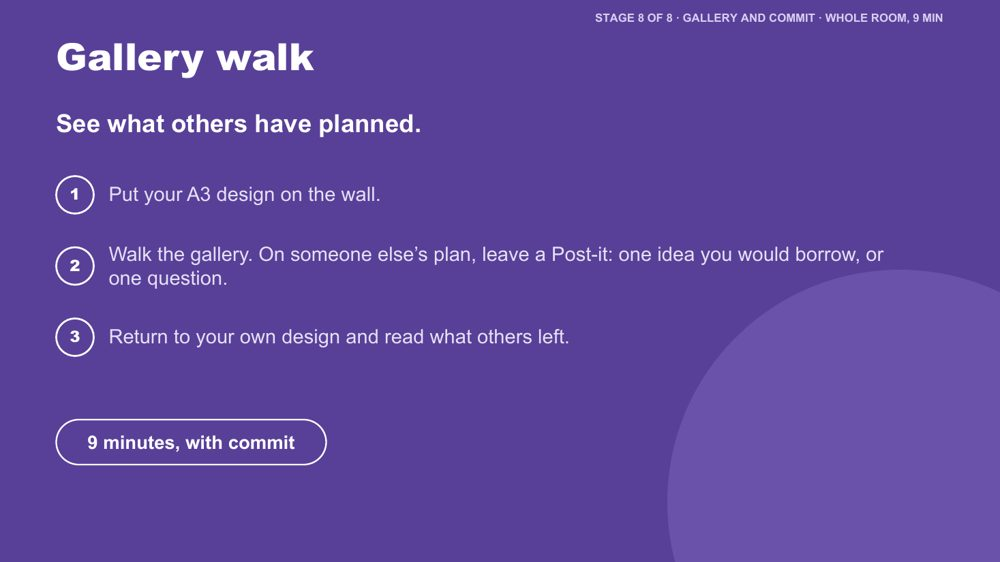 STAGE 8 OF 8 · GALLERY AND COMMIT · WHOLE ROOM, 9 MIN
Gallery walk
See what others have planned.
1 Put your A3 design on the wall.
2 Walk the gallery. On someone else’s plan, leave a Post-it: one idea you would borrow, or
one question.
3 Return to your own design and read what others left.
9 minutes, with commit